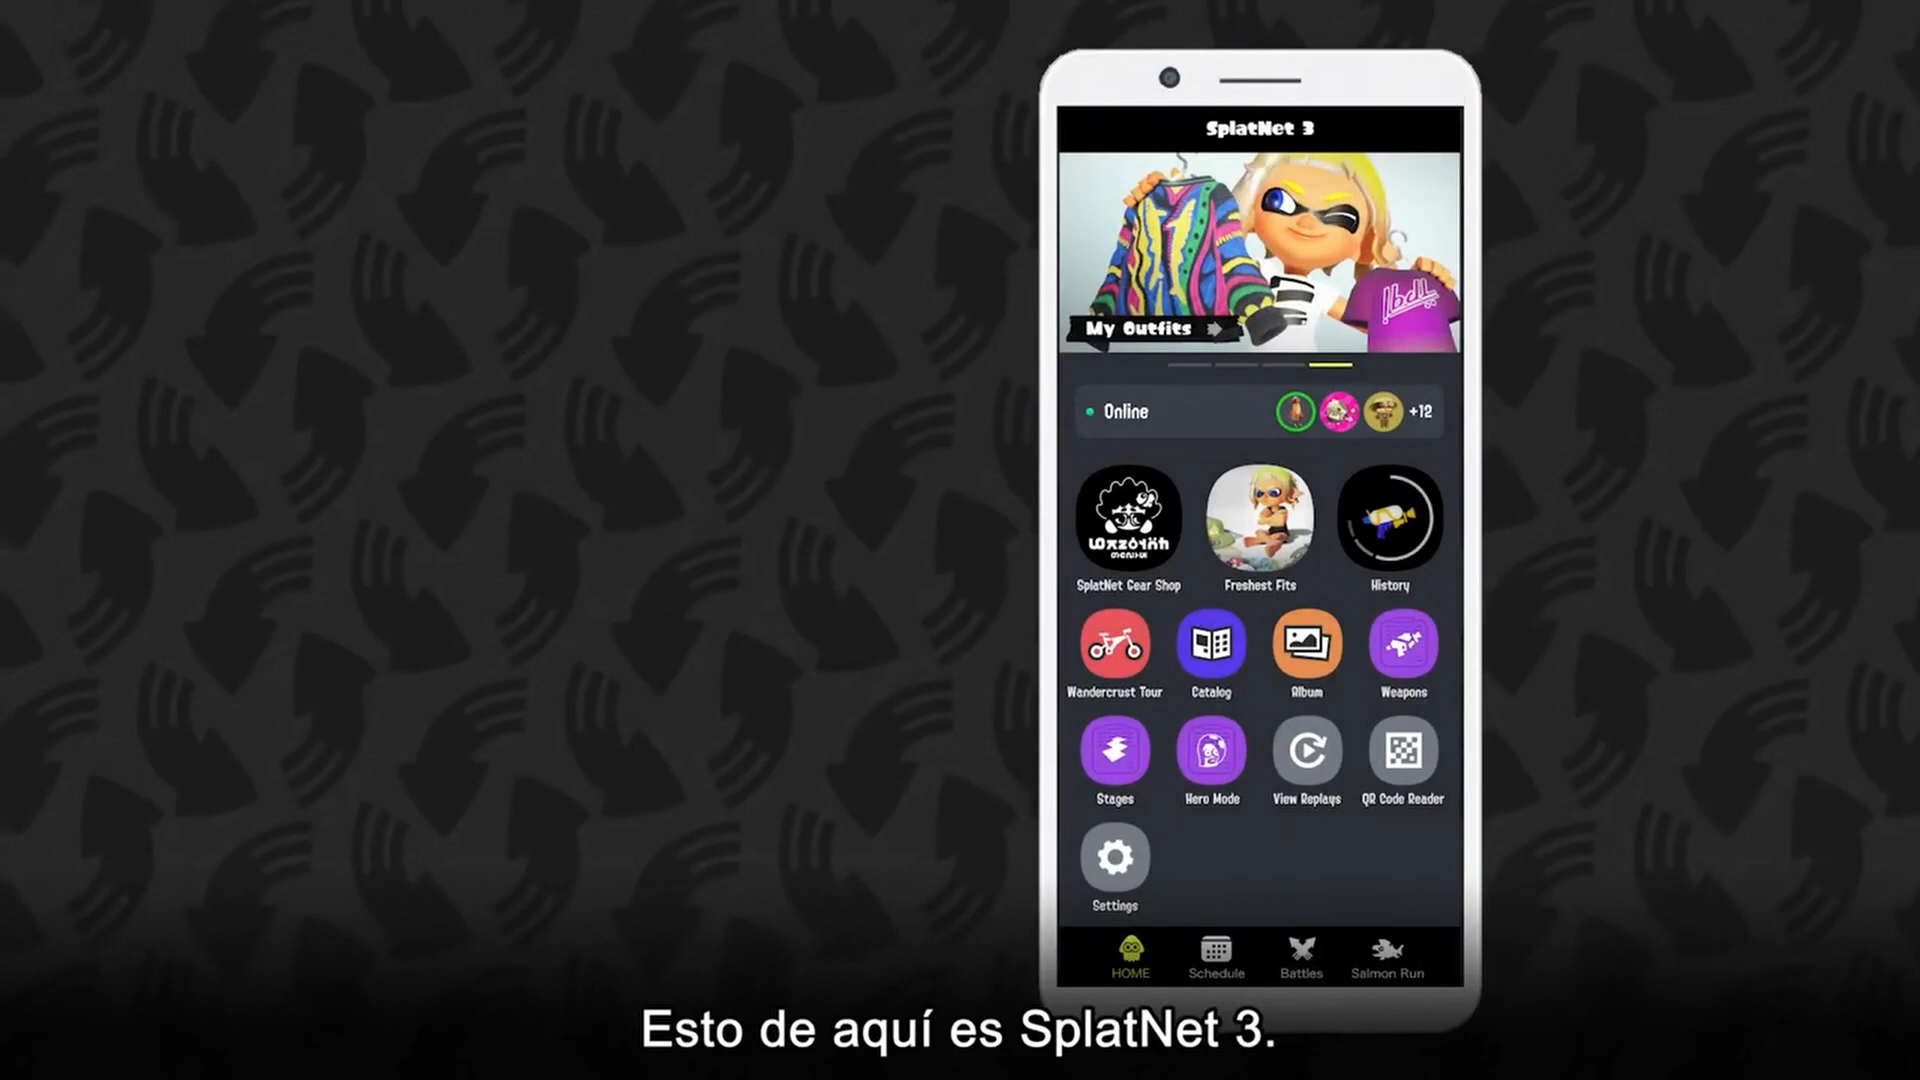 SplatNet 3
My Outfits
Online
+12
SplatNet Gear Shop
Freshest Fits
History
Wandercrust Tour
Catalog
Album
Weapons
Stages
Hero Mode
View Replays
QR Code Reader
Settings
HOME
Schedule
Battles
Salmon Run
Esto de aquí es SplatNet 3.